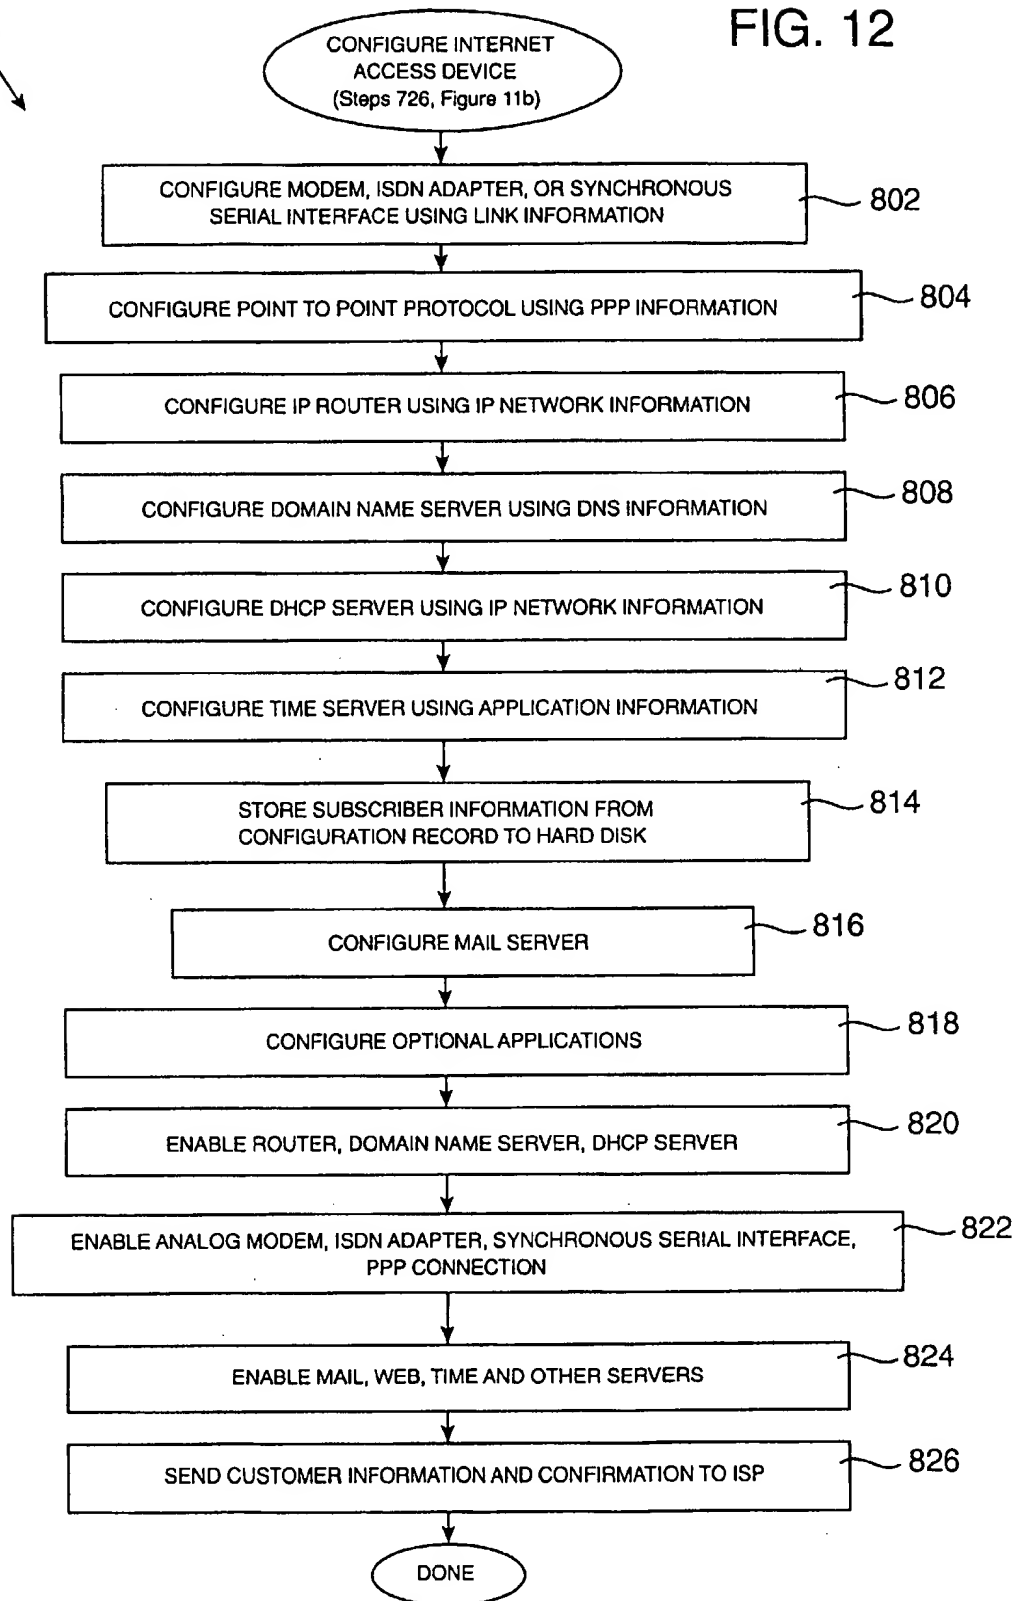 FIG. 12
CONFIGURE INTERNET
ACCESS DEVICE
(Steps 726, Figure 11b)
CONFIGURE MODEM, ISDN ADAPTER, OR SYNCHRONOUS
SERIAL INTERFACE USING LINK INFORMATION
802
CONFIGURE POINT TO POINT PROTOCOL USING PPP INFORMATION
804
CONFIGURE IP ROUTER USING IP NETWORK INFORMATION
806
CONFIGURE DOMAIN NAME SERVER USING DNS INFORMATION
808
CONFIGURE DHCP SERVER USING IP NETWORK INFORMATION
810
CONFIGURE TIME SERVER USING APPLICATION INFORMATION
812
STORE SUBSCRIBER INFORMATION FROM
CONFIGURATION RECORD TO HARD DISK
814
CONFIGURE MAIL SERVER
816
CONFIGURE OPTIONAL APPLICATIONS
818
ENABLE ROUTER, DOMAIN NAME SERVER, DHCP SERVER
820
ENABLE ANALOG MODEM, ISDN ADAPTER, SYNCHRONOUS SERIAL INTERFACE,
PPP CONNECTION
822
ENABLE MAIL, WEB, TIME AND OTHER SERVERS
824
SEND CUSTOMER INFORMATION AND CONFIRMATION TO ISP
826
DONE